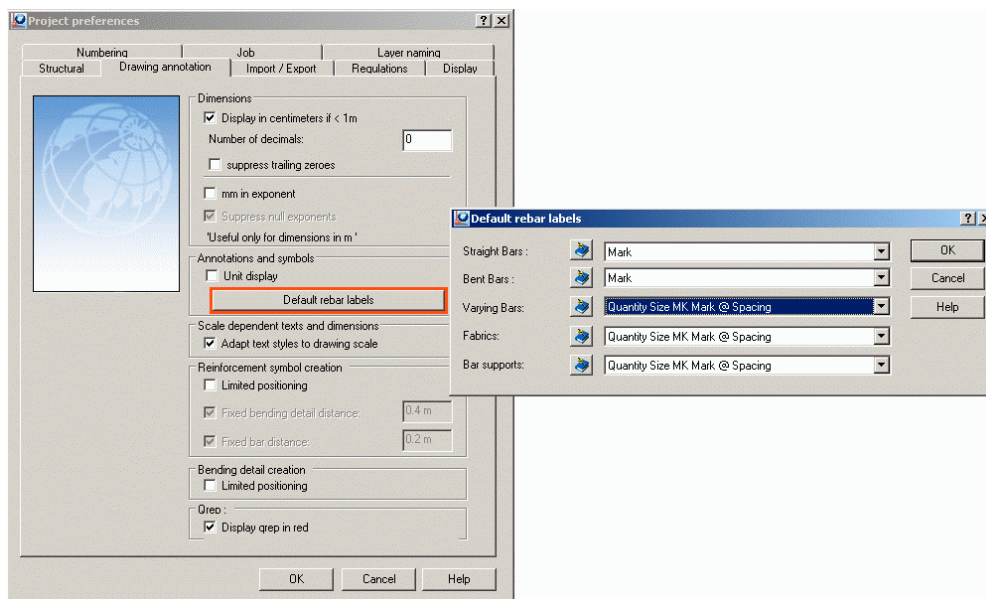 Project preferences
Numbering Job Layer naming
Structural Drawing annotation Import / Export Regulations Display
Dimensions
Display in centimeters if < 1m
Number of decimals: 0
suppress trailing zeroes
mm in exponent
Suppress null exponents
'Useful only for dimensions in m '
Annotations and symbols
Unit display
Default rebar labels
Scale dependent texts and dimensions
Adapt text styles to drawing scale
Reinforcement symbol creation
Limited positioning
Fixed bending detail distance: 0.4 m
Fixed bar distance: 0.2 m
Bending detail creation
Limited positioning
Qrep :
Display qrep in red
OK Cancel Help
Default rebar labels
Straight Bars : Mark OK
Bent Bars : Mark Cancel
Varying Bars: Quantity Size MK Mark @ Spacing Help
Fabrics: Quantity Size MK Mark @ Spacing
Bar supports: Quantity Size MK Mark @ Spacing